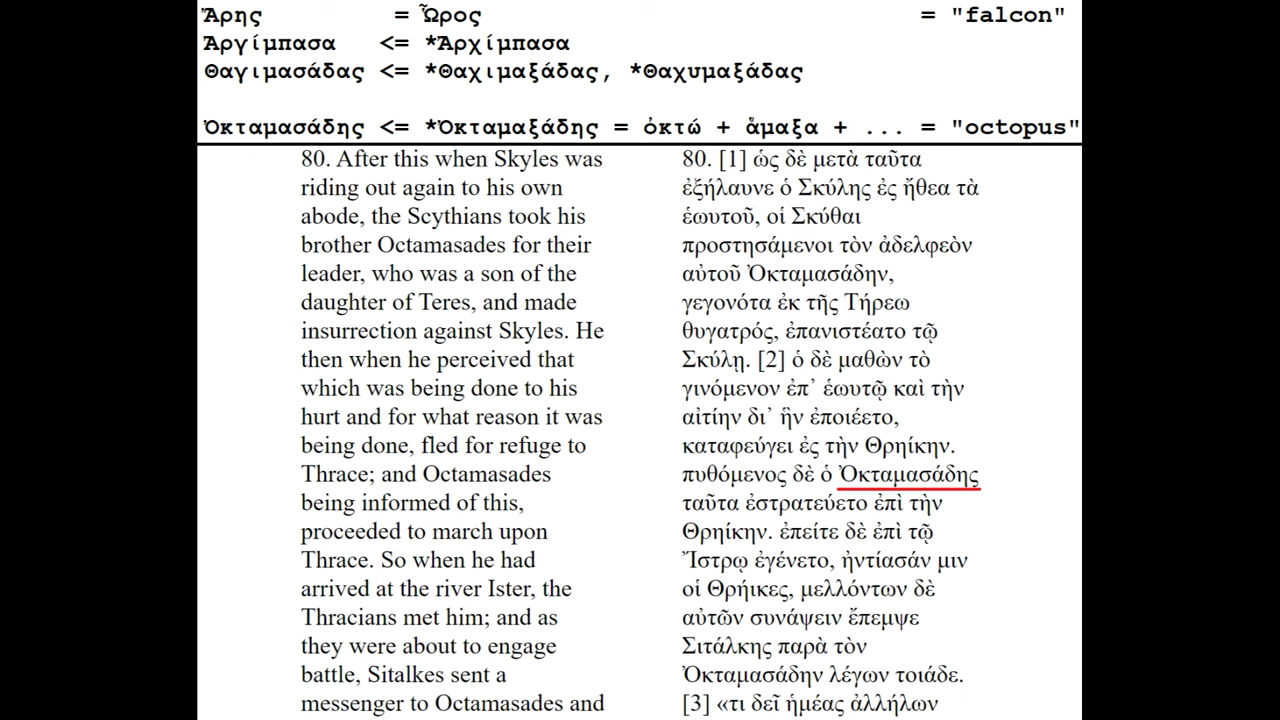 Ἄρης = Ὧρος = "falcon"
Ἀργίμπασα <= *Ἀρχίμπασα
Θαγιμασάδας <= *Θαχιμαξάδας, *Θαχυμαξάδας
Ὀκταμασάδης <= *Ὀκταμαξάδης = ὀκτώ + ἅμαξα + ... = "octopus"
80. After this when Skyles was
riding out again to his own
abode, the Scythians took his
brother Octamasades for their
leader, who was a son of the
daughter of Teres, and made
insurrection against Skyles. He
then when he perceived that
which was being done to his
hurt and for what reason it was
being done, fled for refuge to
Thrace; and Octamasades
being informed of this,
proceeded to march upon
Thrace. So when he had
arrived at the river Ister, the
Thracians met him; and as
they were about to engage
battle, Sitalkes sent a
messenger to Octamasades and
80. [1] ὡς δὲ μετὰ ταῦτα
ἐξήλαυνε ὁ Σκύλης ἐς ἤθεα τὰ
ἑωυτοῦ, οἱ Σκύθαι
προστησάμενοι τὸν ἀδελφεὸν
αὐτοῦ Ὀκταμασάδην,
γεγονότα ἐκ τῆς Τήρεω
θυγατρός, ἐπανιστέατο τῷ
Σκύλῃ. [2] ὁ δὲ μαθὼν τὸ
γινόμενον ἐπ᾽ ἑωυτῷ καὶ τὴν
αἰτίην δι᾽ ἣν ἐποιέετο,
καταφεύγει ἐς τὴν Θρηίκην.
πυθόμενος δὲ ὁ Ὀκταμασάδης
ταῦτα ἐστρατεύετο ἐπὶ τὴν
Θρηίκην. ἐπείτε δὲ ἐπὶ τῷ
Ἴστρῳ ἐγένετο, ἠντίασάν μιν
οἱ Θρήικες, μελλόντων δὲ
αὐτῶν συνάψειν ἔπεμψε
Σιτάλκης παρὰ τὸν
Ὀκταμασάδην λέγων τοιάδε.
[3] «τι δεῖ ἡμέας ἀλλήλων